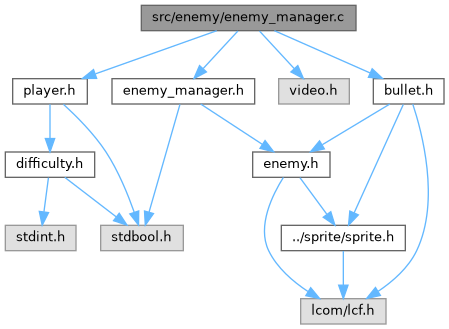 src/enemy/enemy_manager.c
player.h
enemy_manager.h
video.h
bullet.h
difficulty.h
enemy.h
stdint.h
stdbool.h
../sprite/sprite.h
lcom/lcf.h